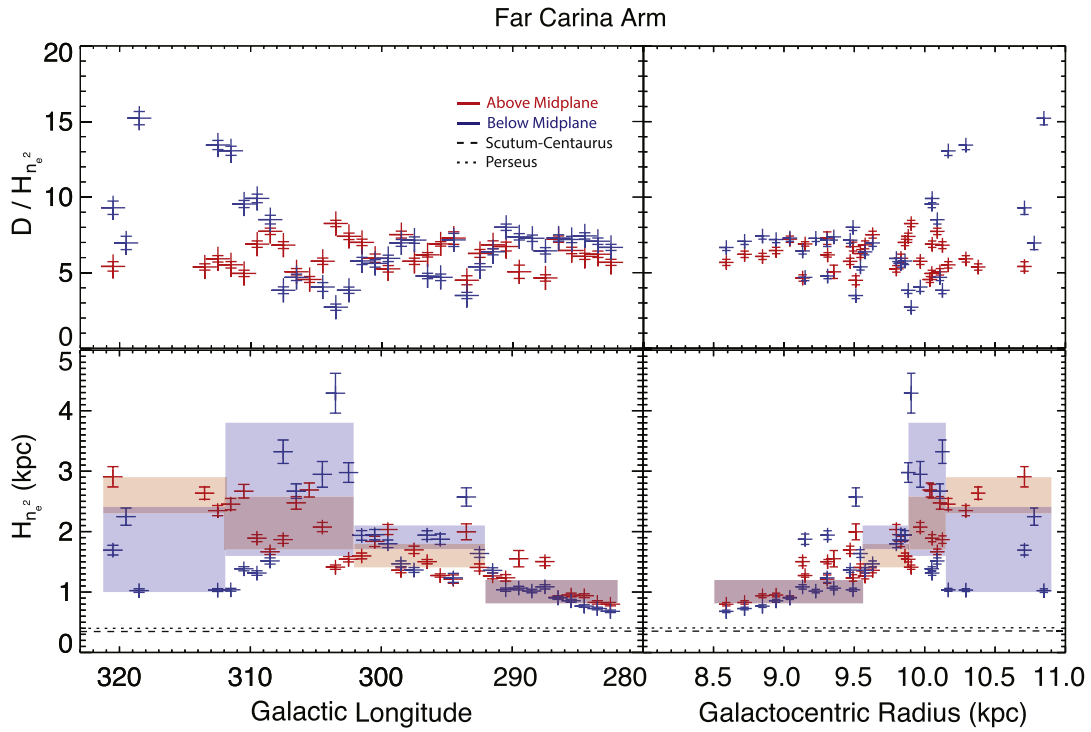 Far Carina Arm
20
15
10
5
0
D / H_{n_e^2}
Above Midplane
Below Midplane
Scutum-Centaurus
Perseus
5
4
3
2
1
0
H_{n_e^2} (kpc)
320 310 300 290 280
8.5 9.0 9.5 10.0 10.5 11.0
Galactic Longitude
Galactocentric Radius (kpc)